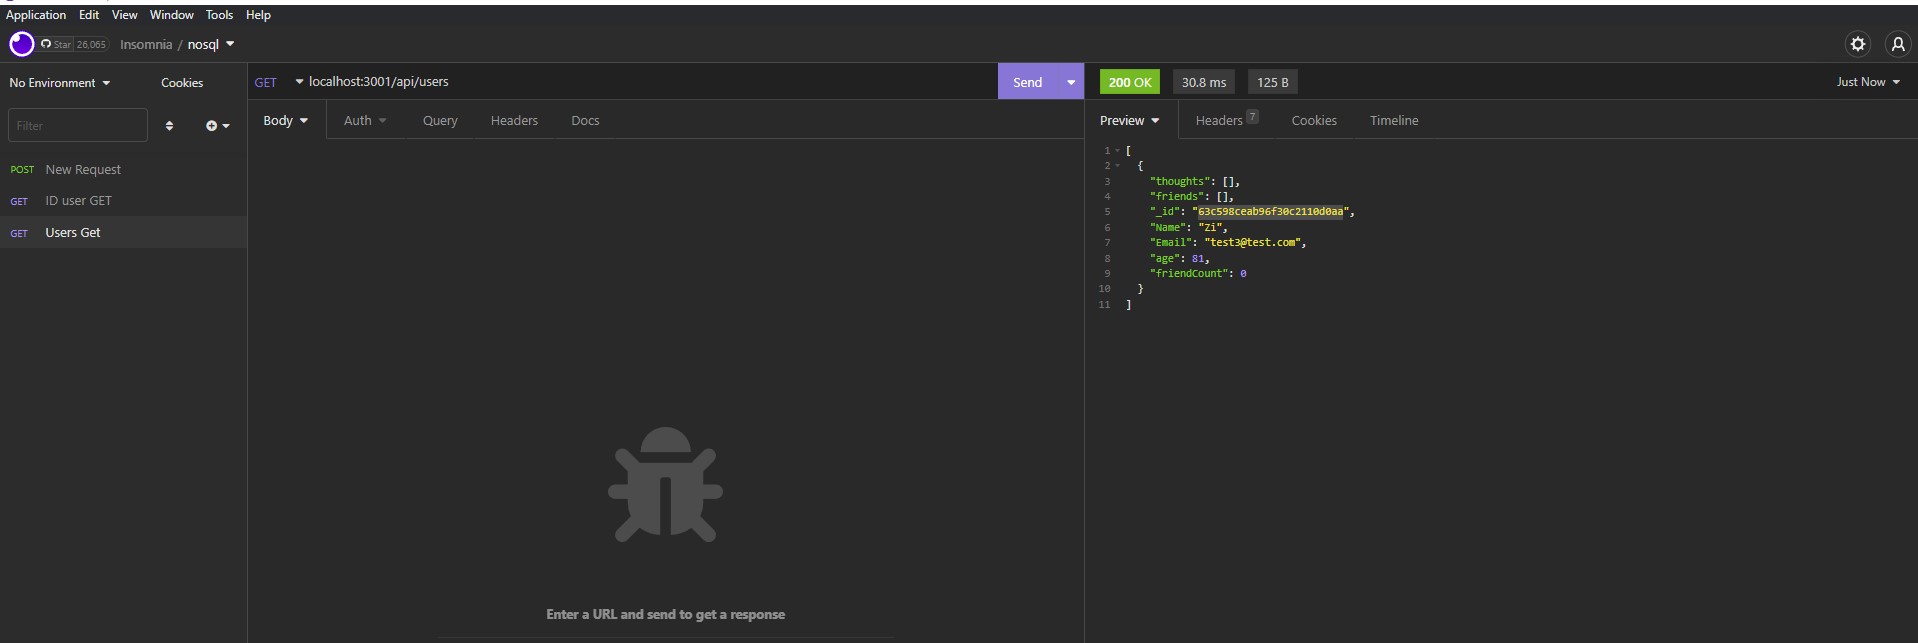 Application Edit View Window Tools Help
Star 26,065 Insomnia / nosql
No Environment Cookies
GET localhost:3001/api/users Send
200 OK 30.8 ms 125 B Just Now
Filter
Body Auth Query Headers Docs
Preview Headers 7 Cookies Timeline
POST New Request
GET ID user GET
GET Users Get
1 [
2 {
3 "thoughts": [],
4 "friends": [],
5 "_id": "63c598ceab96f30c2110d0aa",
6 "Name": "Zi",
7 "Email": "test3@test.com",
8 "age": 81,
9 "friendCount": 0
10 }
11 ]
Enter a URL and send to get a response